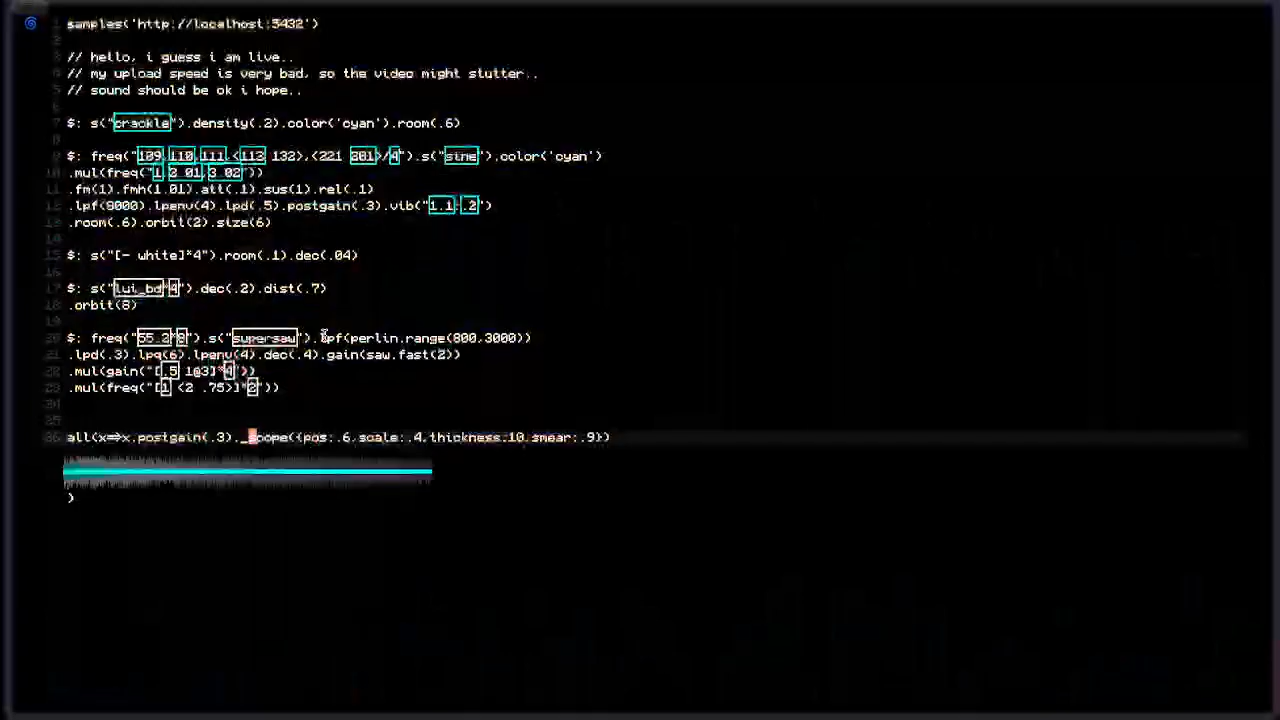 samples('http://localhost:5432')
// hello, i guess i am live..
// my upload speed is very bad, so the video might stutter..
// sound should be ok i hope..
$: s("crackle").density(.2).color('cyan').room(.6)
$: freq("109,110,111,<113 132>,<221 301>/4").s("sine").color('cyan')
.mul(freq("1,2.01,3.02"))
.fm(1).fmh(1.01).att(.1).sus(1).rel(.1)
.lpf(9000).lpenv(4).lpd(.5).postgain(.3).vib("1.1:.2")
.room(.6).orbit(2).size(6)
$: s("[- white]*4").room(.1).dec(.04)
$: s("lui_bd*4").dec(.2).dist(.7)
.orbit(8)
$: freq("55.2*8").s("supersaw").lpf(perlin.range(800,3000))
.lpd(.3).lpq(6).lpenv(4).dec(.4).gain(saw.fast(2))
.mul(gain("[.5 1@3]*4"))
.mul(freq("[1 <2 .75>]*2"))
all(x=>x.postgain(.3)._scope({pos:.6,scale:.4,thickness:10,smear:.9})
)